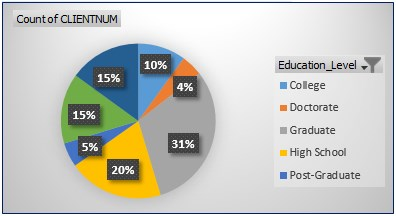 Count of CLIENTNUM
15%
10%
4%
15%
5%
31%
20%
Education_Level
College
Doctorate
Graduate
High School
Post-Graduate